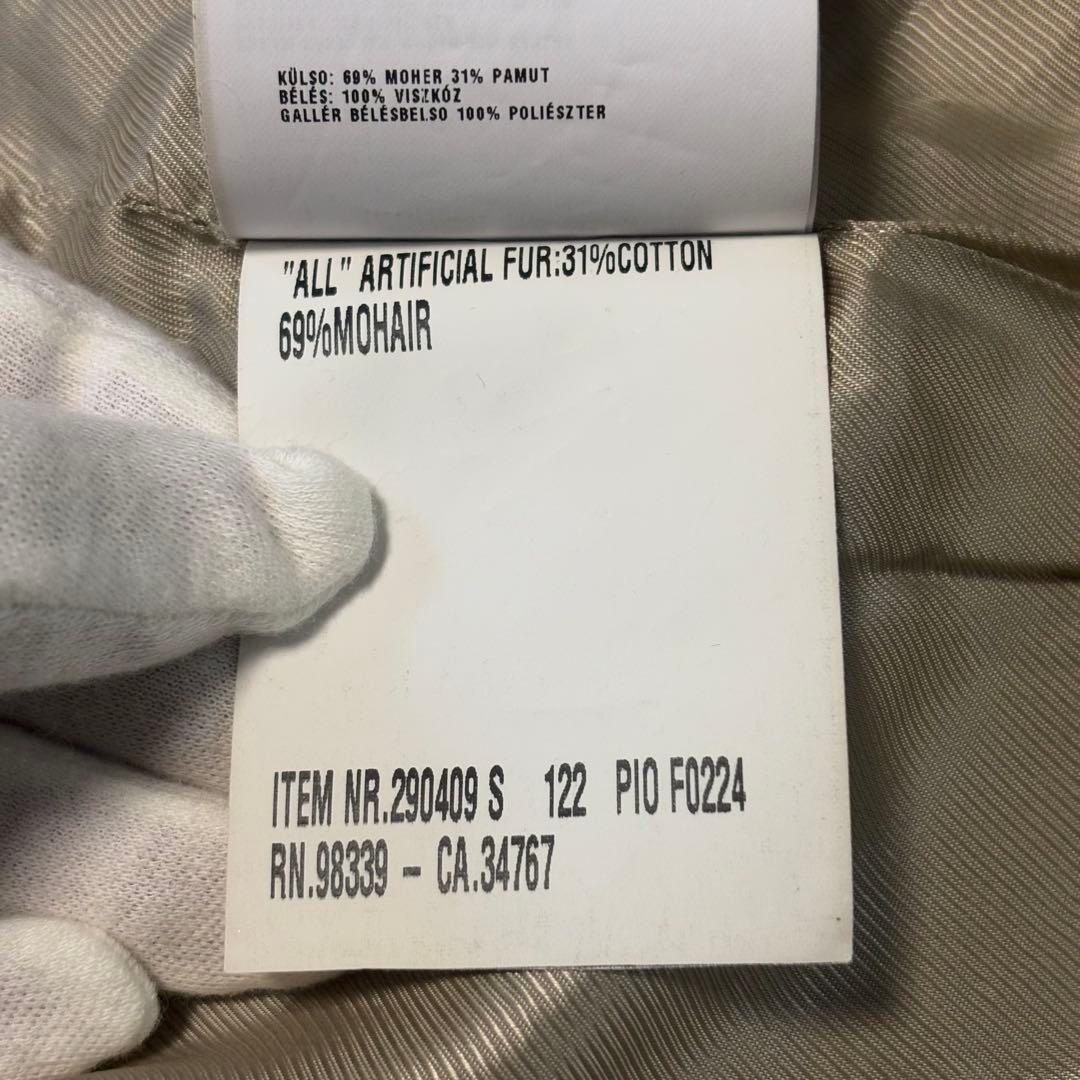 KÜLSO: 69% MOHER 31% PAMUT
BÉLÉS: 100% VISZKÓZ
GALLÉR BÉLÉSBELSO 100% POLIÉSZTER
"ALL" ARTIFICIAL FUR:31%COTTON
69%MOHAIR
ITEM NR.290409 S 122 PIO F0224
RN.98339 - CA.34767